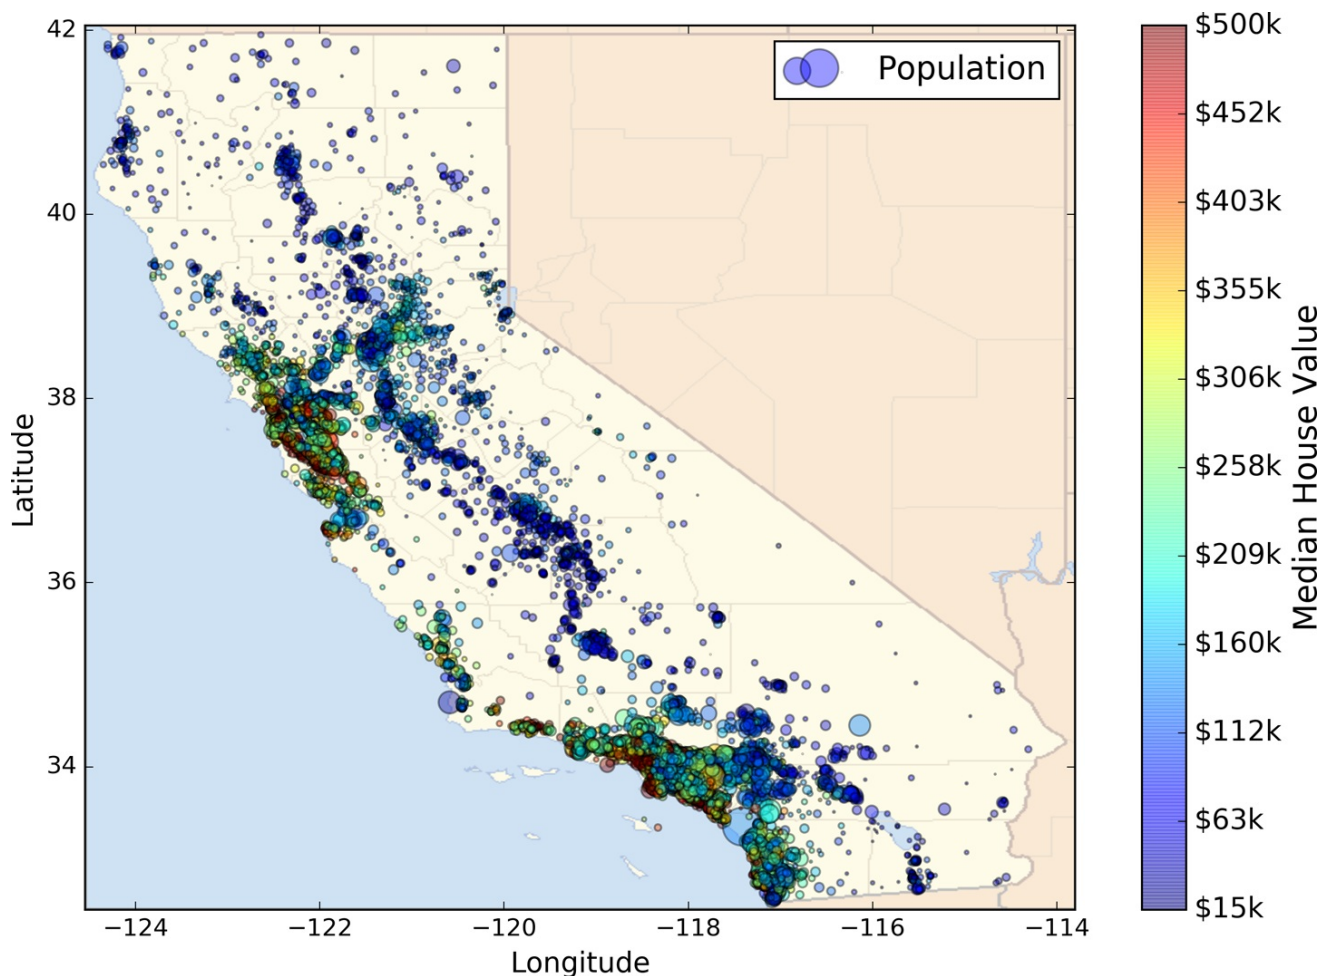 42
40
38
36
34
Latitude
−124
−122
−120
−118
−116
−114
Longitude
Population
$500k
$452k
$403k
$355k
$306k
$258k
$209k
$160k
$112k
$63k
$15k
Median House Value